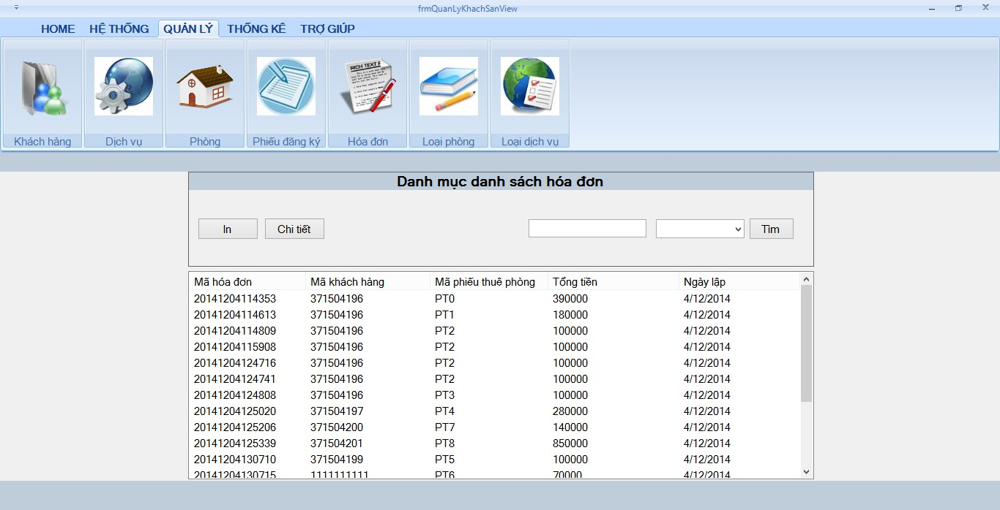 frmQuanLyKhachSanView
HOME HỆ THỐNG QUẢN LÝ THỐNG KÊ TRỢ GIÚP
RICH TEXT F
Khách hàng Dịch vụ Phòng Phiếu đăng ký Hóa đơn Loại phòng Loại dịch vụ
Danh mục danh sách hóa đơn
In Chi tiết Tìm
Mã hóa đơn Mã khách hàng Mã phiếu thuê phòng Tổng tiền Ngày lập
20141204114353 371504196 PT0 390000 4/12/2014
20141204114613 371504196 PT1 180000 4/12/2014
20141204114809 371504196 PT2 100000 4/12/2014
20141204115908 371504196 PT2 100000 4/12/2014
20141204124716 371504196 PT2 100000 4/12/2014
20141204124741 371504196 PT2 100000 4/12/2014
20141204124808 371504196 PT3 100000 4/12/2014
20141204125020 371504197 PT4 280000 4/12/2014
20141204125206 371504200 PT7 140000 4/12/2014
20141204125339 371504201 PT8 850000 4/12/2014
20141204130710 371504199 PT5 100000 4/12/2014
20141204130715 1111111111 PT6 70000 4/12/2014